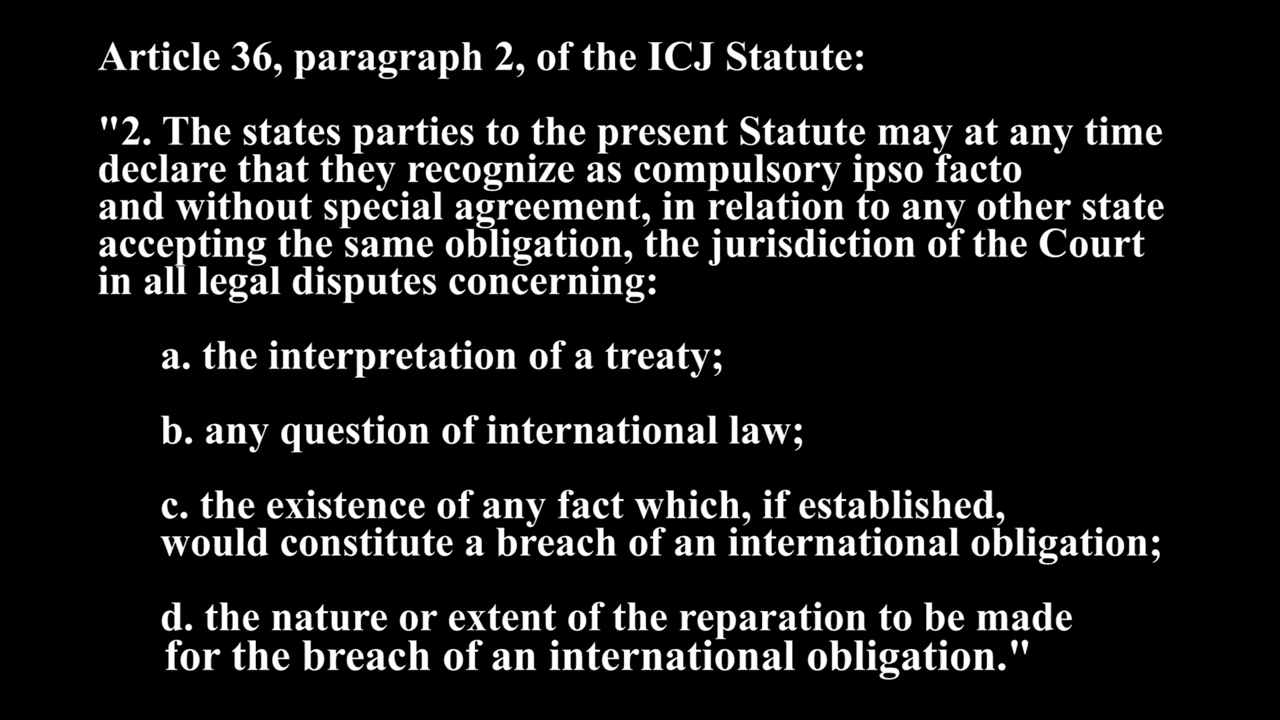 Article 36, paragraph 2, of the ICJ Statute:
"2. The states parties to the present Statute may at any time
declare that they recognize as compulsory ipso facto
and without special agreement, in relation to any other state
accepting the same obligation, the jurisdiction of the Court
in all legal disputes concerning:
a. the interpretation of a treaty;
b. any question of international law;
c. the existence of any fact which, if established,
would constitute a breach of an international obligation;
d. the nature or extent of the reparation to be made
for the breach of an international obligation."